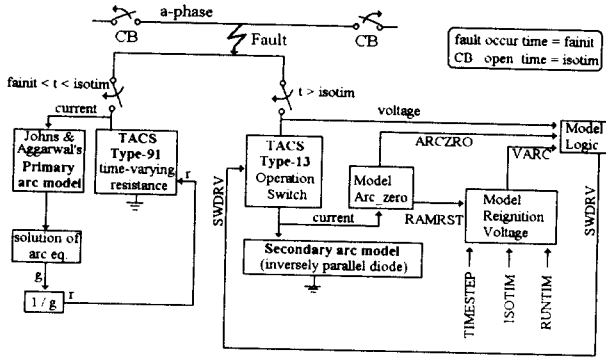 a-phase
CB
CB
Fault
fault occur time = fainit
CB open time = isotim
fainit < t < isotim
t > isotim
current
voltage
Johns &
Aggarwal's
Primary
arc model
TACS
Type-91
time-varying
resistance
r
TACS
Type-13
Operation
Switch
ARCZRO
Model
Logic
VARC
Model
Arc_zero
SWDRV
current
RAMRST
Model
Reignition
Voltage
SWDRV
solution of
arc eq.
Secondary arc model
(inversely parallel diode)
g
1 / g
r
TIMESTEP
ISOTIM
RUNTIM